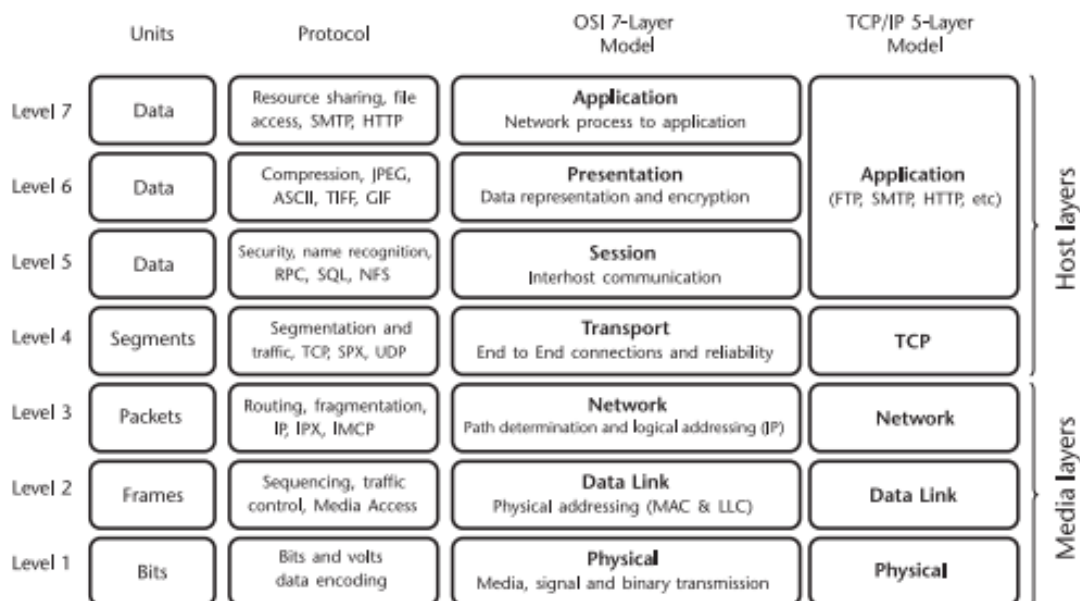 Units
Protocol
OSI 7-Layer
Model
TCP/IP 5-Layer
Model
Level 7
Data
Resource sharing, file
access, SMTP, HTTP
Application
Network process to application
Level 6
Data
Compression, JPEG,
ASCII, TIFF, GIF
Presentation
Data representation and encryption
Application
(FTP, SMTP, HTTP, etc)
Level 5
Data
Security, name recognition,
RPC, SQL, NFS
Session
Interhost communication
Level 4
Segments
Segmentation and
traffic, TCP, SPX, UDP
Transport
End to End connections and reliability
TCP
Host layers
Level 3
Packets
Routing, fragmentation,
IP, IPX, IMCP
Network
Path determination and logical addressing (IP)
Network
Level 2
Frames
Sequencing, traffic
control, Media Access
Data Link
Physical addressing (MAC & LLC)
Data Link
Level 1
Bits
Bits and volts
data encoding
Physical
Media, signal and binary transmission
Physical
Media layers